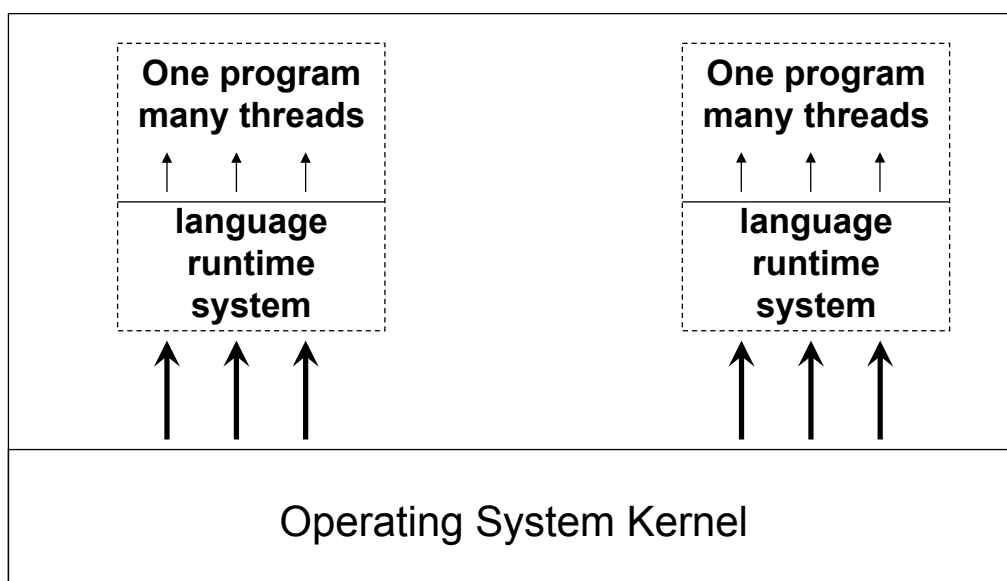 One program
many threads
language
runtime
system
One program
many threads
language
runtime
system
Operating System Kernel